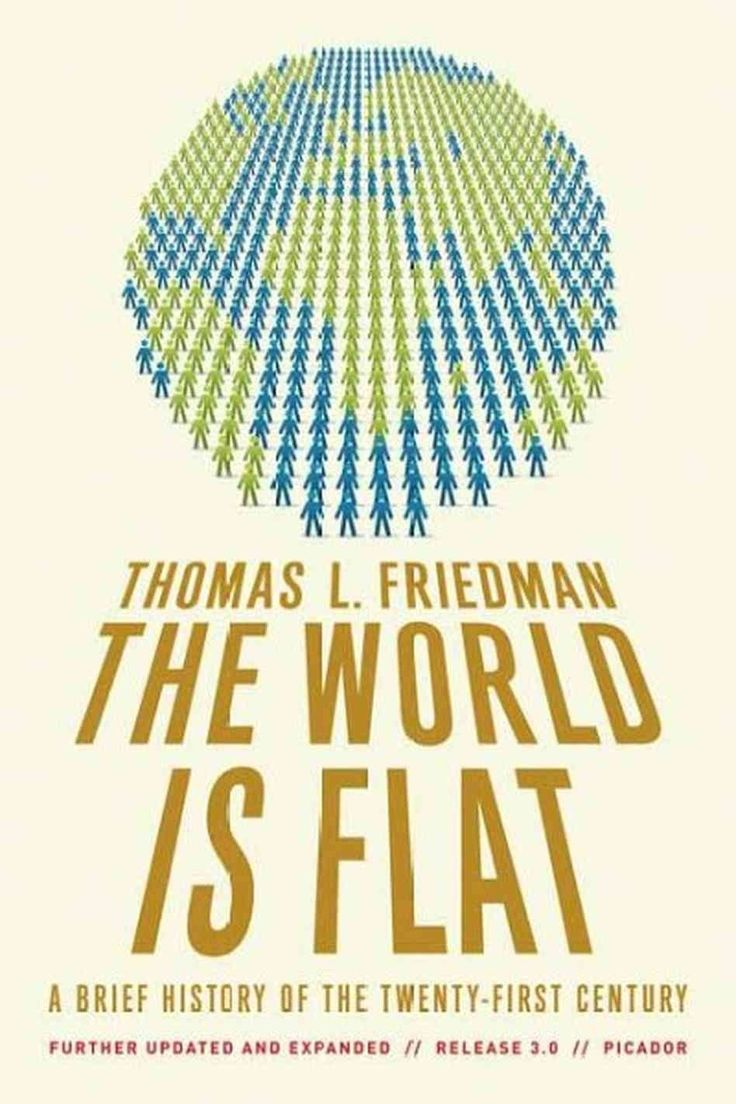 THOMAS L. FRIEDMAN
THE WORLD
IS FLAT
A BRIEF HISTORY OF THE TWENTY-FIRST CENTURY
FURTHER UPDATED AND EXPANDED // RELEASE 3.0 // PICADOR